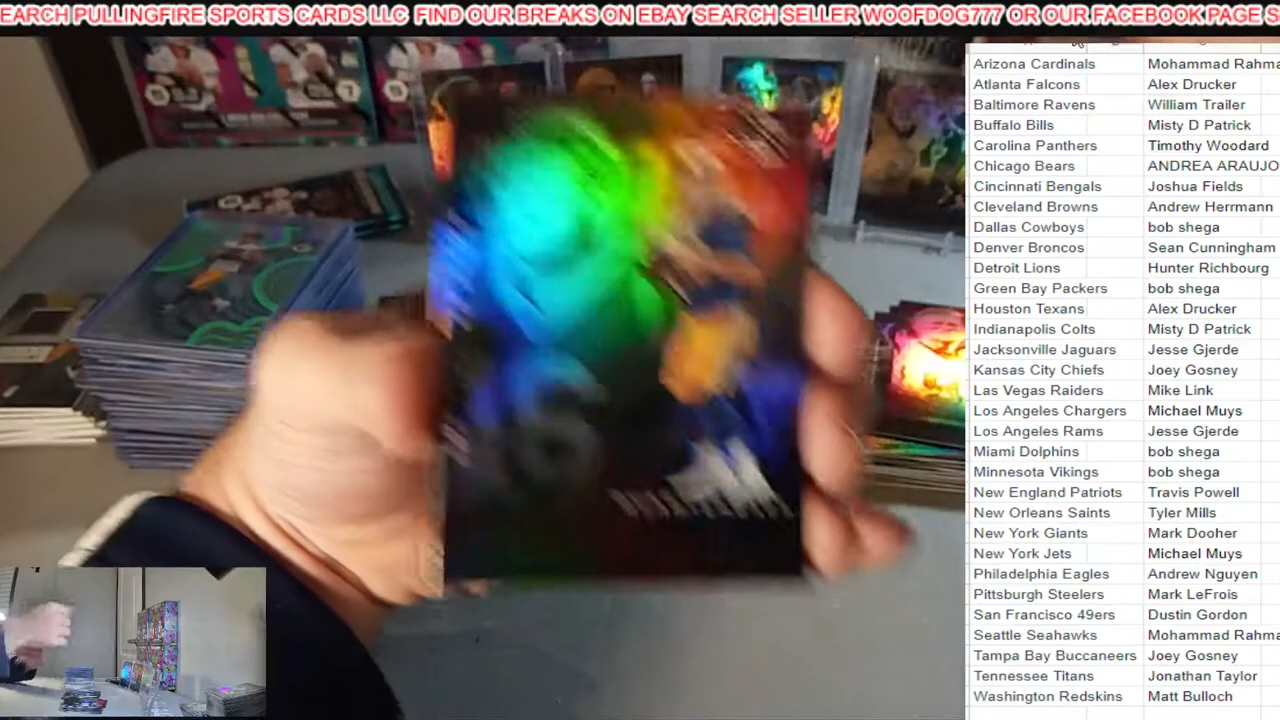 EARCH PULLINGFIRE SPORTS CARDS LLC FIND OUR BREAKS ON EBAY SEARCH SELLER WOOFDOG777 OR OUR FACEBOOK PAGE S
Arizona Cardinals Mohammad Rahma
Atlanta Falcons Alex Drucker
Baltimore Ravens William Trailer
Buffalo Bills Misty D Patrick
Carolina Panthers Timothy Woodard
Chicago Bears ANDREA ARAUJO
Cincinnati Bengals Joshua Fields
Cleveland Browns Andrew Herrmann
Dallas Cowboys bob shega
Denver Broncos Sean Cunningham
Detroit Lions Hunter Richbourg
Green Bay Packers bob shega
Houston Texans Alex Drucker
Indianapolis Colts Misty D Patrick
Jacksonville Jaguars Jesse Gjerde
Kansas City Chiefs Joey Gosney
Las Vegas Raiders Mike Link
Los Angeles Chargers Michael Muys
Los Angeles Rams Jesse Gjerde
Miami Dolphins bob shega
Minnesota Vikings bob shega
New England Patriots Travis Powell
New Orleans Saints Tyler Mills
New York Giants Mark Dooher
New York Jets Michael Muys
Philadelphia Eagles Andrew Nguyen
Pittsburgh Steelers Mark LeFrois
San Francisco 49ers Dustin Gordon
Seattle Seahawks Mohammad Rahma
Tampa Bay Buccaneers Joey Gosney
Tennessee Titans Jonathan Taylor
Washington Redskins Matt Bulloch